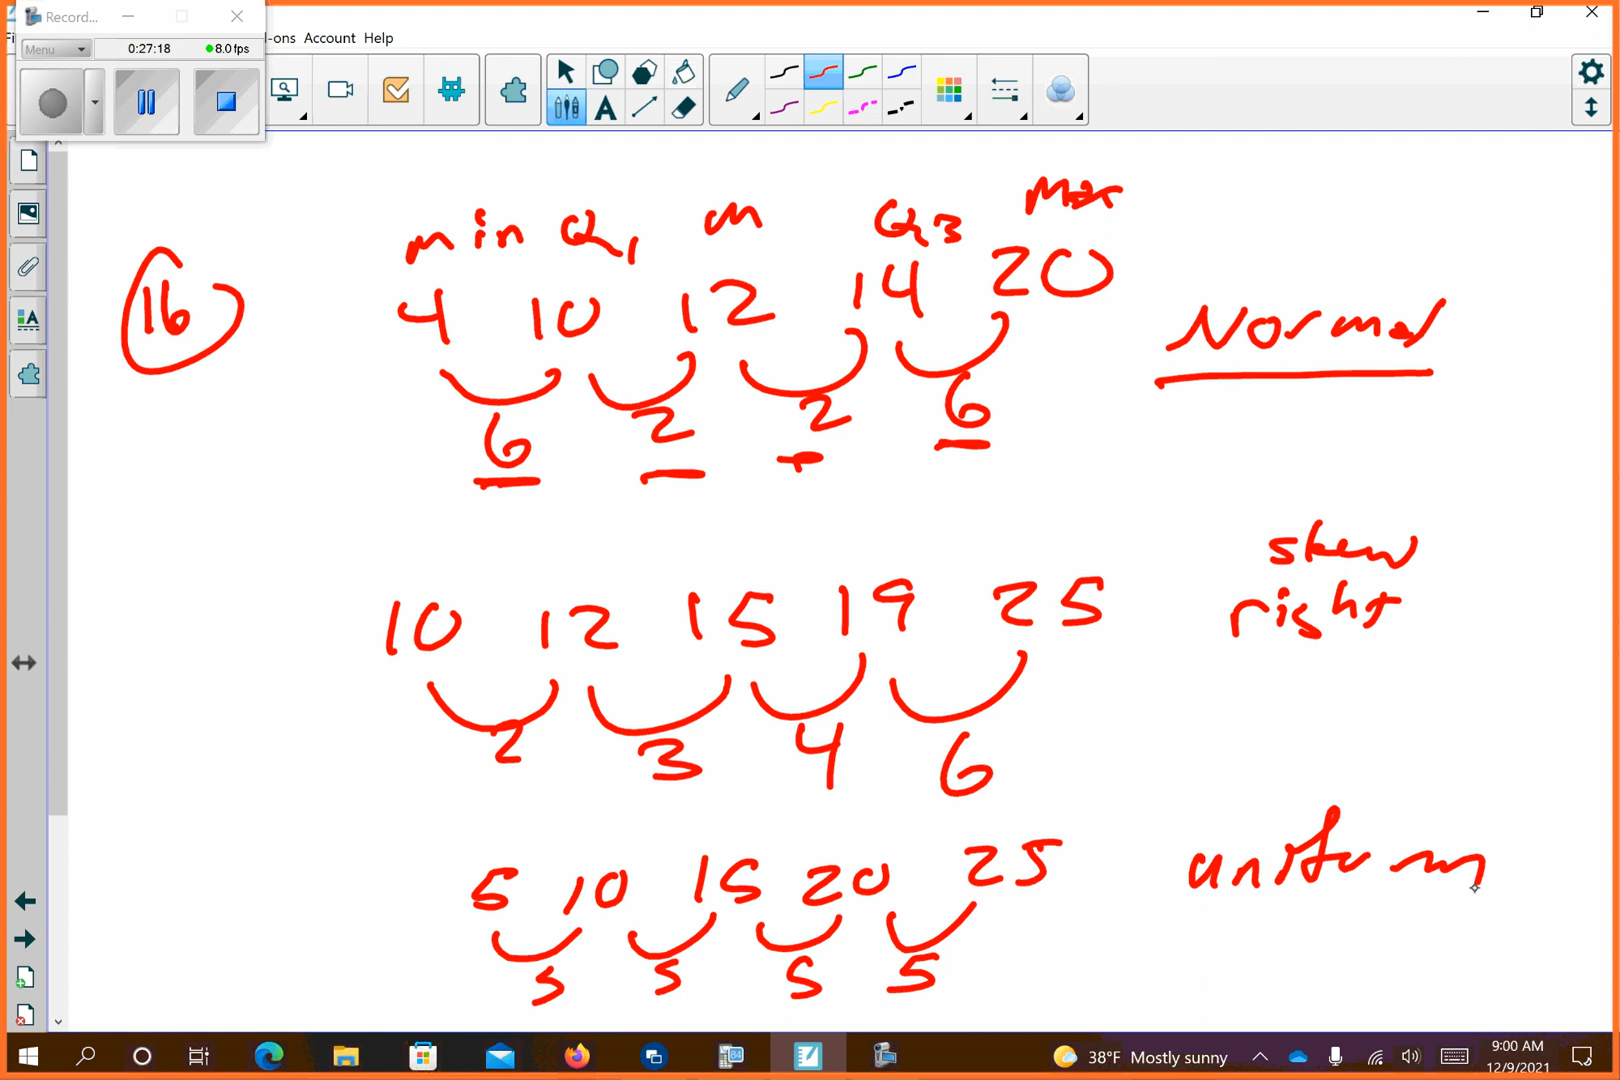 Record...
Menu
0:27:18
8.0 fps
-ons Account Help
min Q1 m Q3 Max
16
4 10 12 14 20
Normal
6 2 2 6
skew
right
10 12 15 19 25
2 3 4 6
uniform
5 10 15 20 25
5 5 5 5
84
38°F Mostly sunny
9:00 AM
12/9/2021